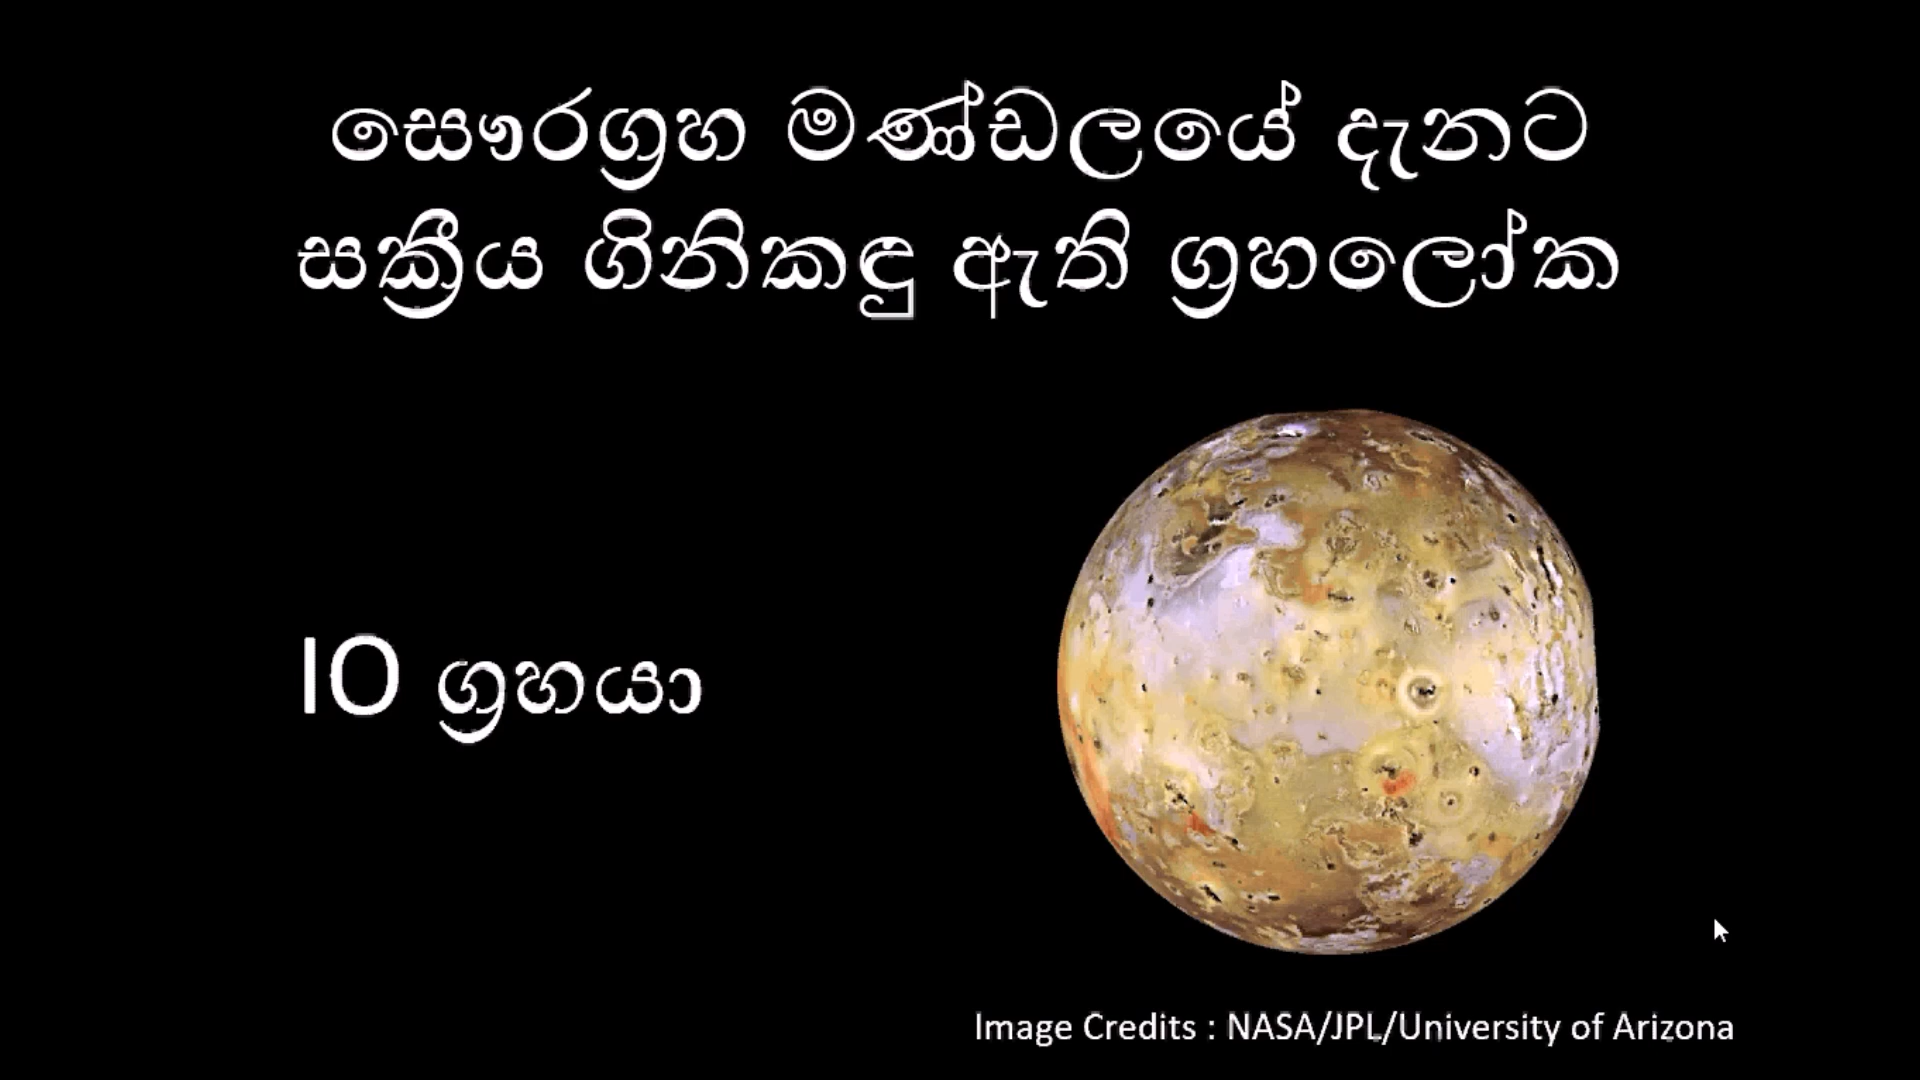 සෞරග්‍රහ මණ්ඩලයේ දැනට
සක්‍රීය ගිනිකඳු ඇති ග්‍රහලෝක
IO ග්‍රහයා
Image Credits : NASA/JPL/University of Arizona